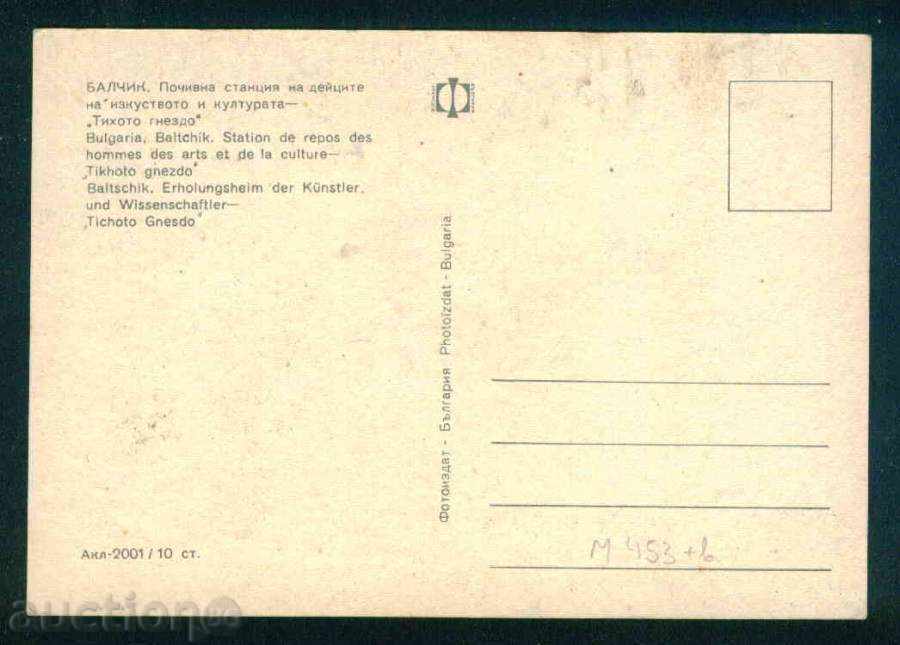 БАЛЧИК. Почивна станция на дейците
на изкуството и културата—
„Тихото гнездо“
Bulgaria, Baltchik. Station de repos des
hommes des arts et de la culture—
„Tikhoto gnezdo“
Baltschik. Erholungsheim der Künstler,
und Wissenschaftler—
„Tichoto Gnesdo“
Фотоиздат - България Photoizdat - Bulgaria
Акл-2001/10 ст.
M 453+b
auction